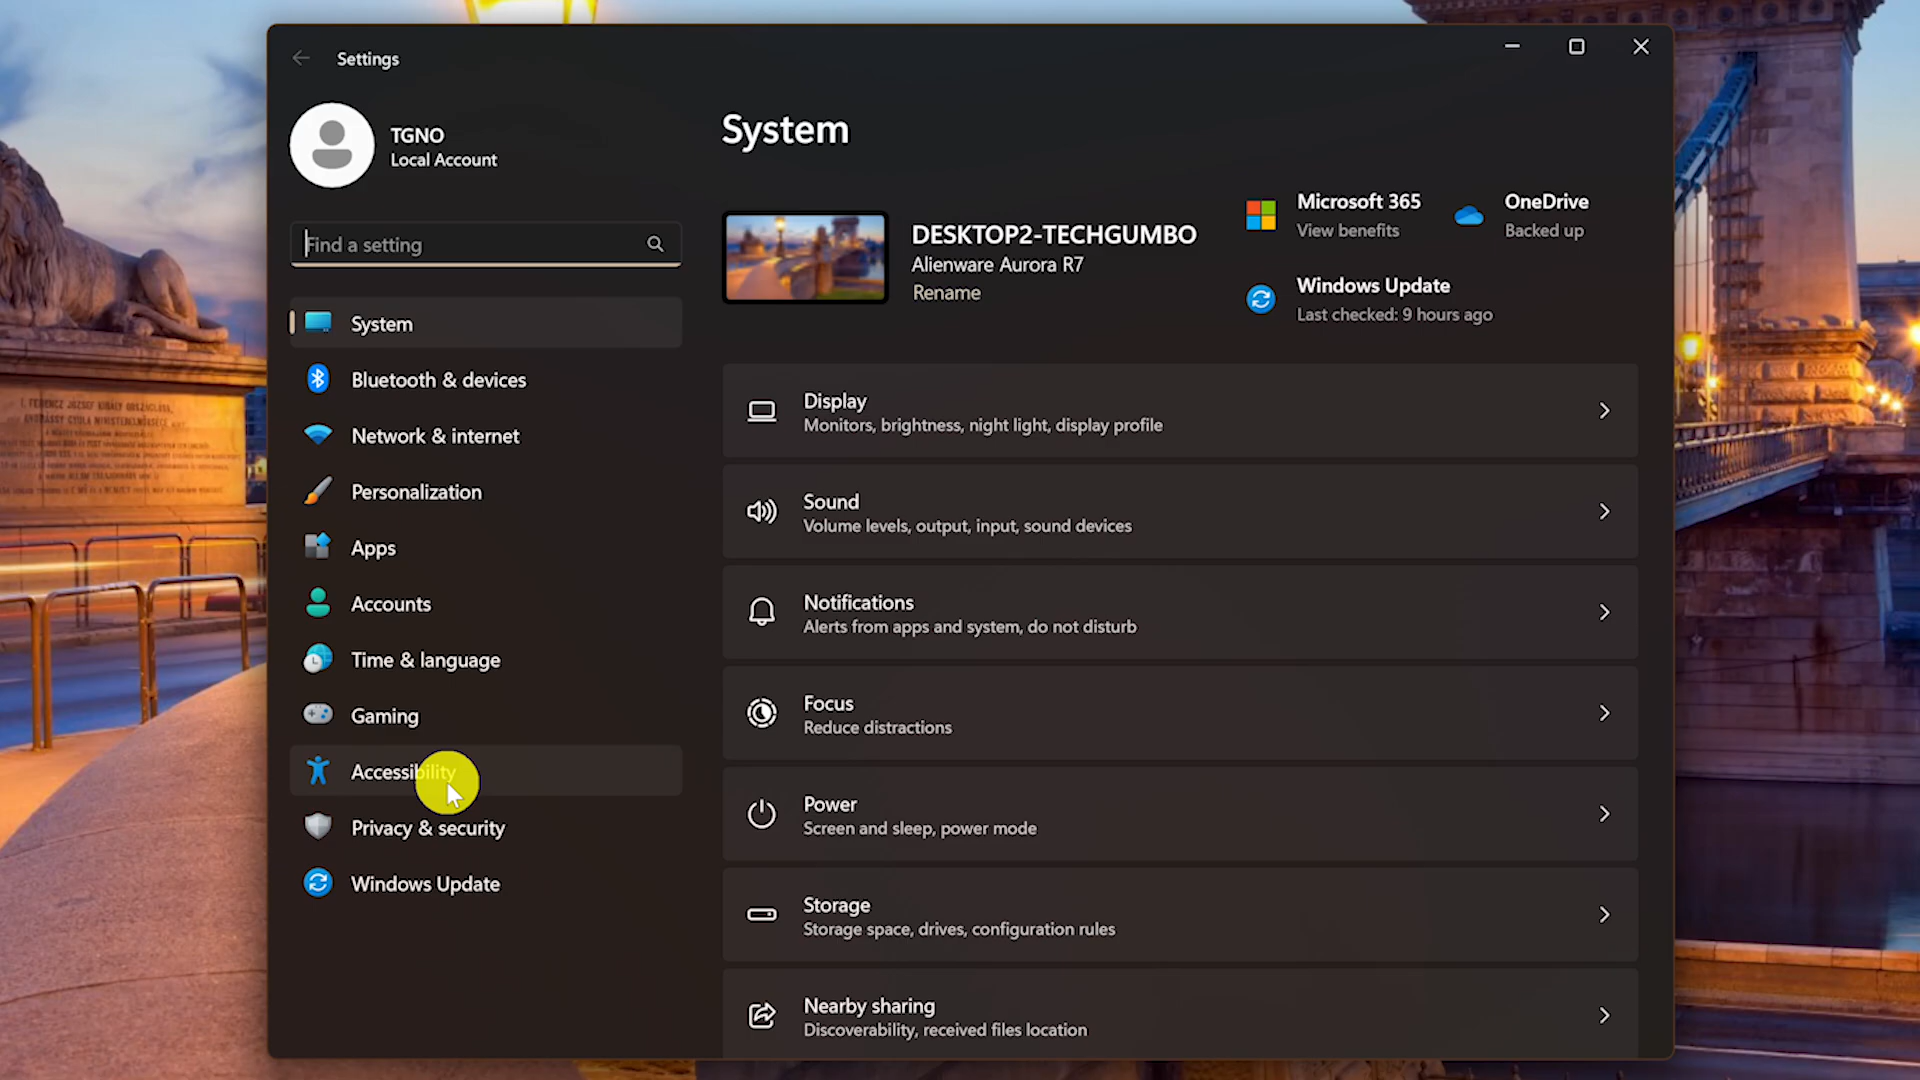 Settings
TGNO
Local Account
Find a setting
System
Bluetooth & devices
Network & internet
Personalization
Apps
Accounts
Time & language
Gaming
Accessibility
Privacy & security
Windows Update
System
DESKTOP2-TECHGUMBO
Alienware Aurora R7
Rename
Microsoft 365
View benefits
OneDrive
Backed up
Windows Update
Last checked: 9 hours ago
Display
Monitors, brightness, night light, display profile
Sound
Volume levels, output, input, sound devices
Notifications
Alerts from apps and system, do not disturb
Focus
Reduce distractions
Power
Screen and sleep, power mode
Storage
Storage space, drives, configuration rules
Nearby sharing
Discoverability, received files location